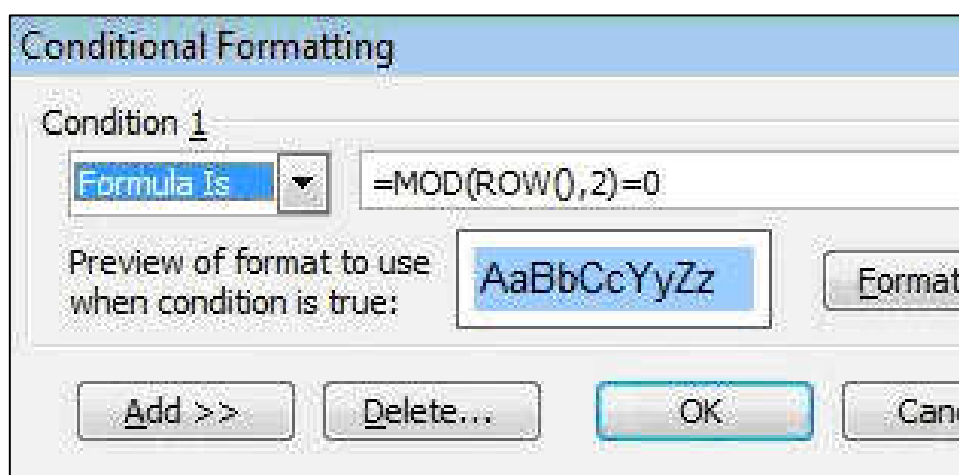 Conditional Formatting
Condition 1
Formula Is
=MOD(ROW(),2)=0
Preview of format to use
when condition is true:
AaBbCcYyZz
Format
Add >>
Delete...
OK
Can